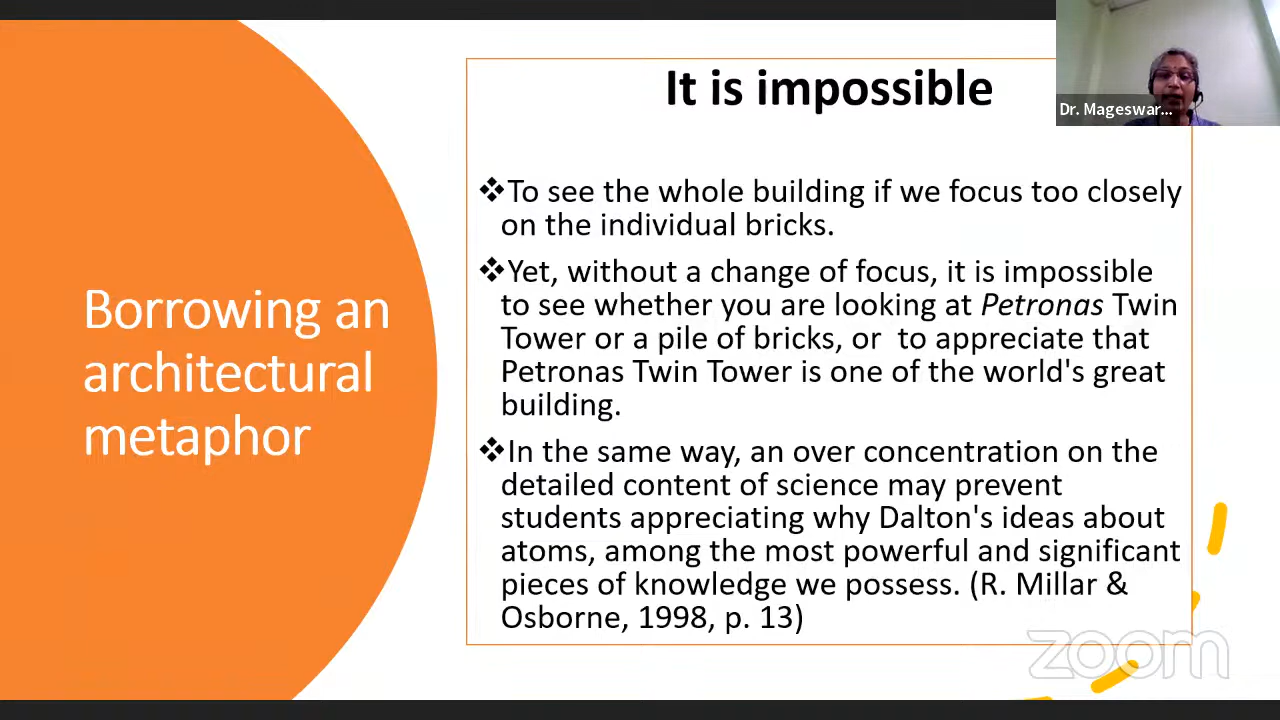 It is impossible
Dr. Mageswar...
❖To see the whole building if we focus too closely
on the individual bricks.
❖Yet, without a change of focus, it is impossible
to see whether you are looking at Petronas Twin
Tower or a pile of bricks, or to appreciate that
Petronas Twin Tower is one of the world's great
building.
❖In the same way, an over concentration on the
detailed content of science may prevent
students appreciating why Dalton's ideas about
atoms, among the most powerful and significant
pieces of knowledge we possess. (R. Millar &
Osborne, 1998, p. 13)
Borrowing an
architectural
metaphor
zoom